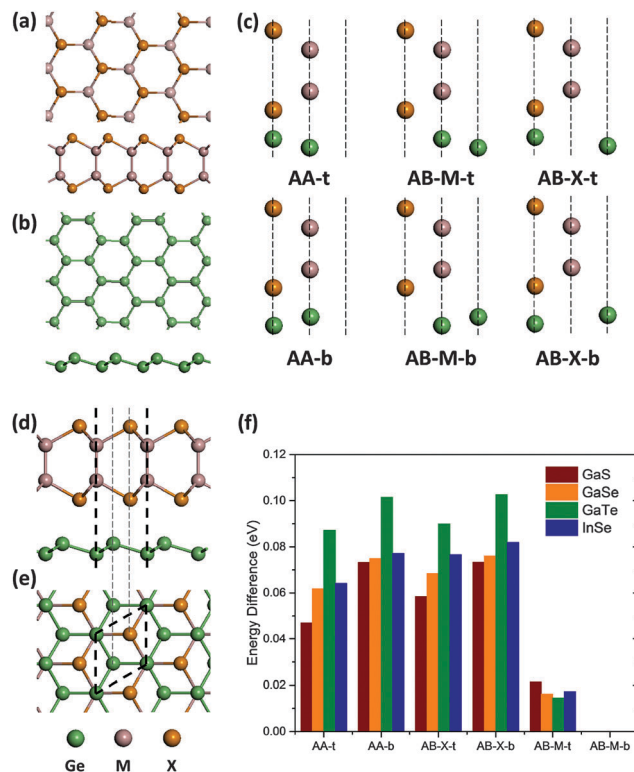 (a)
(b)
(c)
AA-t AB-M-t AB-X-t
AA-b AB-M-b AB-X-b
(d)
(e)
Ge M X
(f)
0.12
0.10
0.08
0.06
0.04
0.02
0.00
Energy Difference (eV)
GaS
GaSe
GaTe
InSe
AA-t AA-b AB-X-t AB-X-b AB-M-t AB-M-b